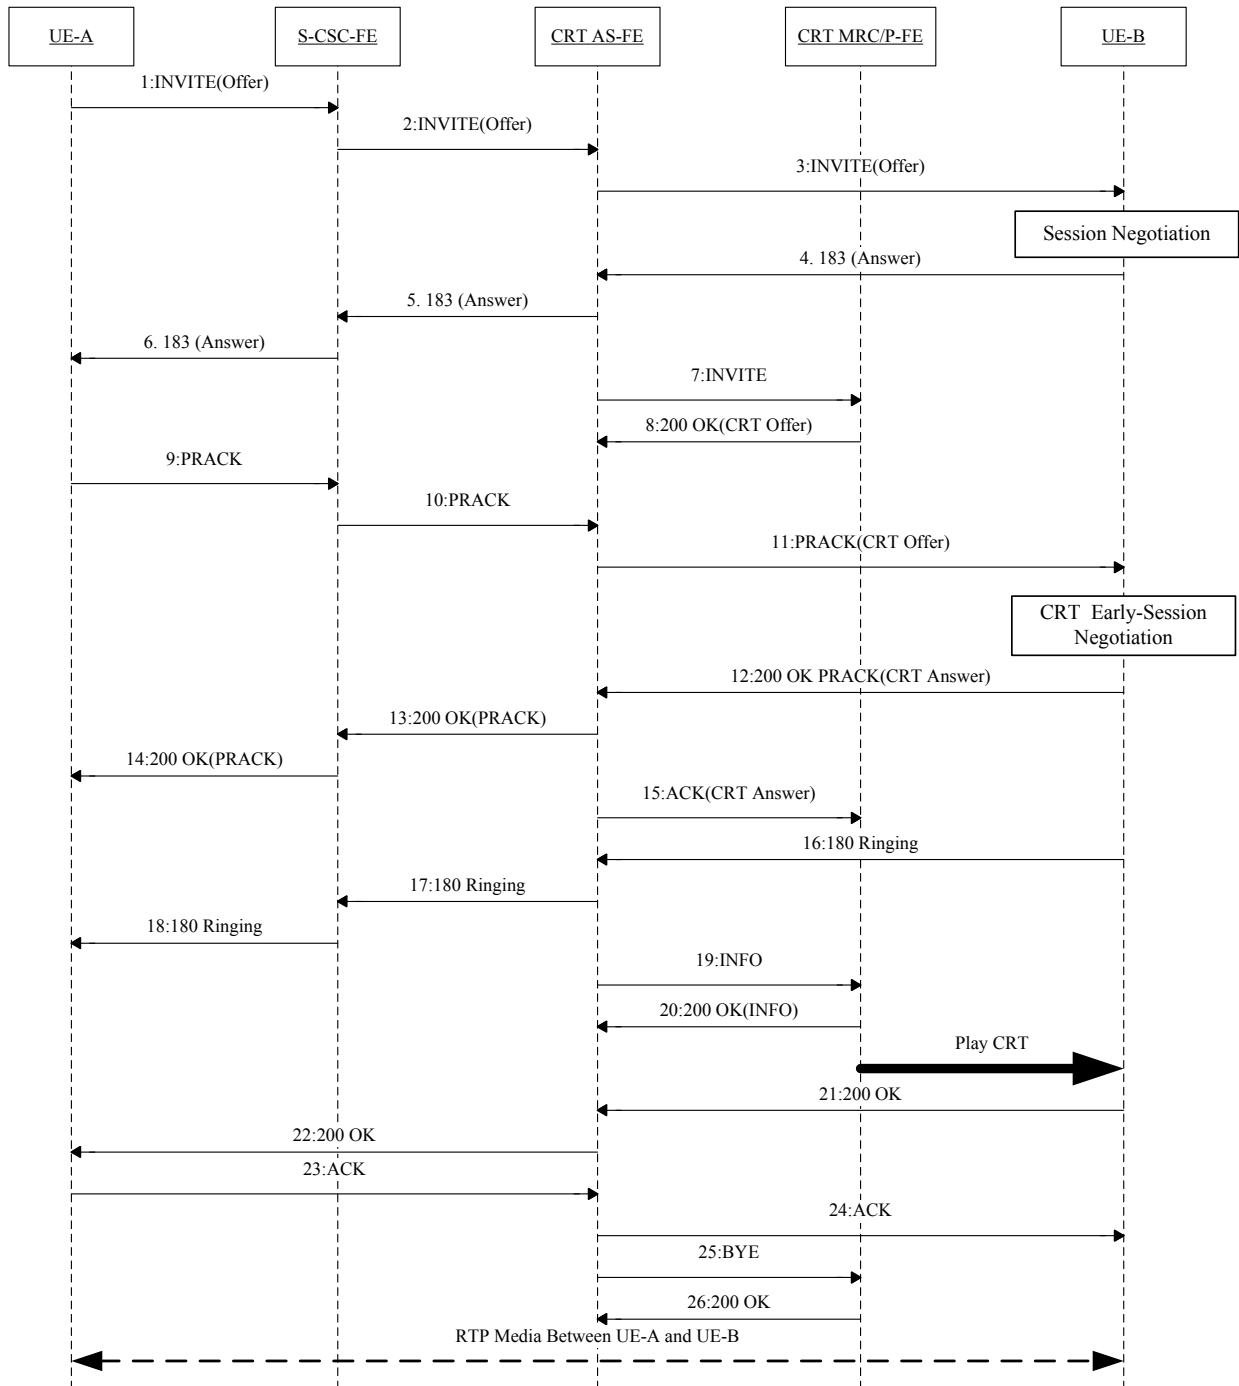 UE-A
S-CSC-FE
CRT AS-FE
CRT MRC/P-FE
UE-B
1:INVITE(Offer)
2:INVITE(Offer)
3:INVITE(Offer)
Session Negotiation
4. 183 (Answer)
5. 183 (Answer)
6. 183 (Answer)
7:INVITE
8:200 OK(CRT Offer)
9:PRACK
10:PRACK
11:PRACK(CRT Offer)
CRT Early-Session
Negotiation
12:200 OK PRACK(CRT Answer)
13:200 OK(PRACK)
14:200 OK(PRACK)
15:ACK(CRT Answer)
16:180 Ringing
17:180 Ringing
18:180 Ringing
19:INFO
20:200 OK(INFO)
Play CRT
21:200 OK
22:200 OK
23:ACK
24:ACK
25:BYE
26:200 OK
RTP Media Between UE-A and UE-B